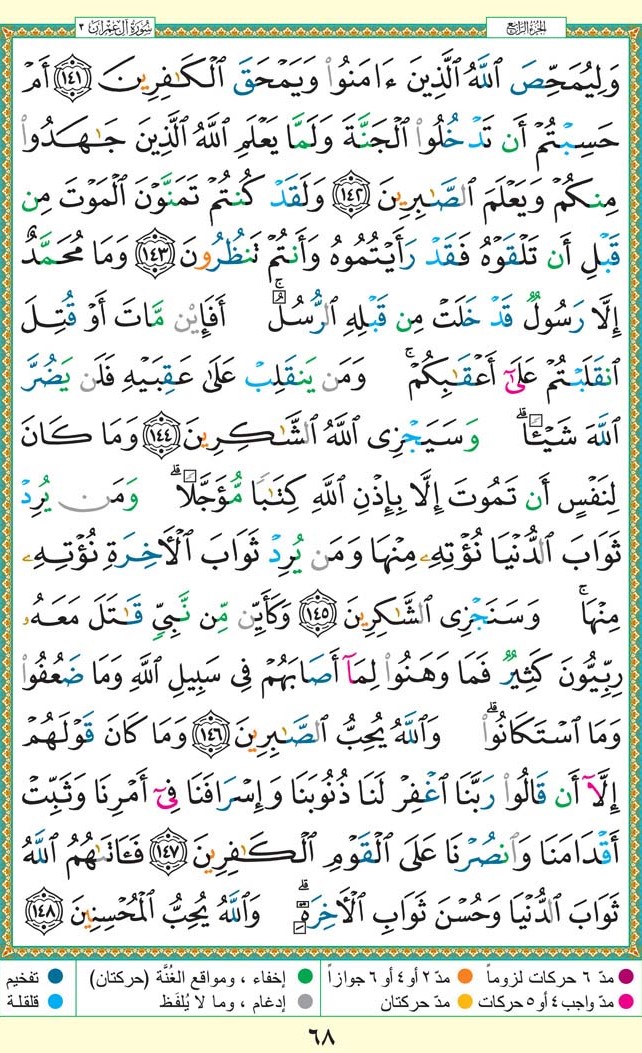 الجزء الرابع
سورة آل عمران ٣
وَلِيُمَحِّصَ ٱللَّهُ ٱلَّذِينَ ءَامَنُوا۟ وَيَمْحَقَ ٱلْكَـٰفِرِينَ ١٤١ أَمْ
حَسِبْتُمْ أَن تَدْخُلُوا۟ ٱلْجَنَّةَ وَلَمَّا يَعْلَمِ ٱللَّهُ ٱلَّذِينَ جَـٰهَدُوا۟
مِنكُمْ وَيَعْلَمَ ٱلصَّـٰبِرِينَ ١٤٢ وَلَقَدْ كُنتُمْ تَمَنَّوْنَ ٱلْمَوْتَ مِن
قَبْلِ أَن تَلْقَوْهُ فَقَدْ رَأَيْتُمُوهُ وَأَنتُمْ تَنظُرُونَ ١٤٣ وَمَا مُحَمَّدٌ
إِلَّا رَسُولٌ قَدْ خَلَتْ مِن قَبْلِهِ ٱلرُّسُلُ ۚ أَفَإِي۟ن مَّاتَ أَوْ قُتِلَ
ٱنقَلَبْتُمْ عَلَىٰٓ أَعْقَـٰبِكُمْ ۚ وَمَن يَنقَلِبْ عَلَىٰ عَقِبَيْهِ فَلَن يَضُرَّ
ٱللَّهَ شَيْـًٔا ۗ وَسَيَجْزِى ٱللَّهُ ٱلشَّـٰكِرِينَ ١٤٤ وَمَا كَانَ
لِنَفْسٍ أَن تَمُوتَ إِلَّا بِإِذْنِ ٱللَّهِ كِتَـٰبًا مُّؤَجَّلًا ۗ وَمَن يُرِدْ
ثَوَابَ ٱلدُّنْيَا نُؤْتِهِۦ مِنْهَا وَمَن يُرِدْ ثَوَابَ ٱلْـَٔاخِرَةِ نُؤْتِهِۦ
مِنْهَا ۚ وَسَنَجْزِى ٱلشَّـٰكِرِينَ ١٤٥ وَكَأَيِّن مِّن نَّبِىٍّ قَـٰتَلَ مَعَهُۥ
رِبِّيُّونَ كَثِيرٌ فَمَا وَهَنُوا۟ لِمَآ أَصَابَهُمْ فِى سَبِيلِ ٱللَّهِ وَمَا ضَعُفُوا۟
وَمَا ٱسْتَكَانُوا۟ ۗ وَٱللَّهُ يُحِبُّ ٱلصَّـٰبِرِينَ ١٤٦ وَمَا كَانَ قَوْلَهُمْ
إِلَّآ أَن قَالُوا۟ رَبَّنَا ٱغْفِرْ لَنَا ذُنُوبَنَا وَإِسْرَافَنَا فِىٓ أَمْرِنَا وَثَبِّتْ
أَقْدَامَنَا وَٱنصُرْنَا عَلَى ٱلْقَوْمِ ٱلْكَـٰفِرِينَ ١٤٧ فَـَٔاتَىٰهُمُ ٱللَّهُ
ثَوَابَ ٱلدُّنْيَا وَحُسْنَ ثَوَابِ ٱلْـَٔاخِرَةِ ۗ وَٱللَّهُ يُحِبُّ ٱلْمُحْسِنِينَ ١٤٨
مدّ ٦ حركات لزوماً مدّ ٢ أو ٤ أو ٦ جوازاً إخفاء ، ومواقع الغُنَّة (حركتان) تفخيم
مدّ واجب ٤ أو ٥ حركات مدّ حركتان إدغام ، وما لا يُلفَظ قلقلة
٦٨